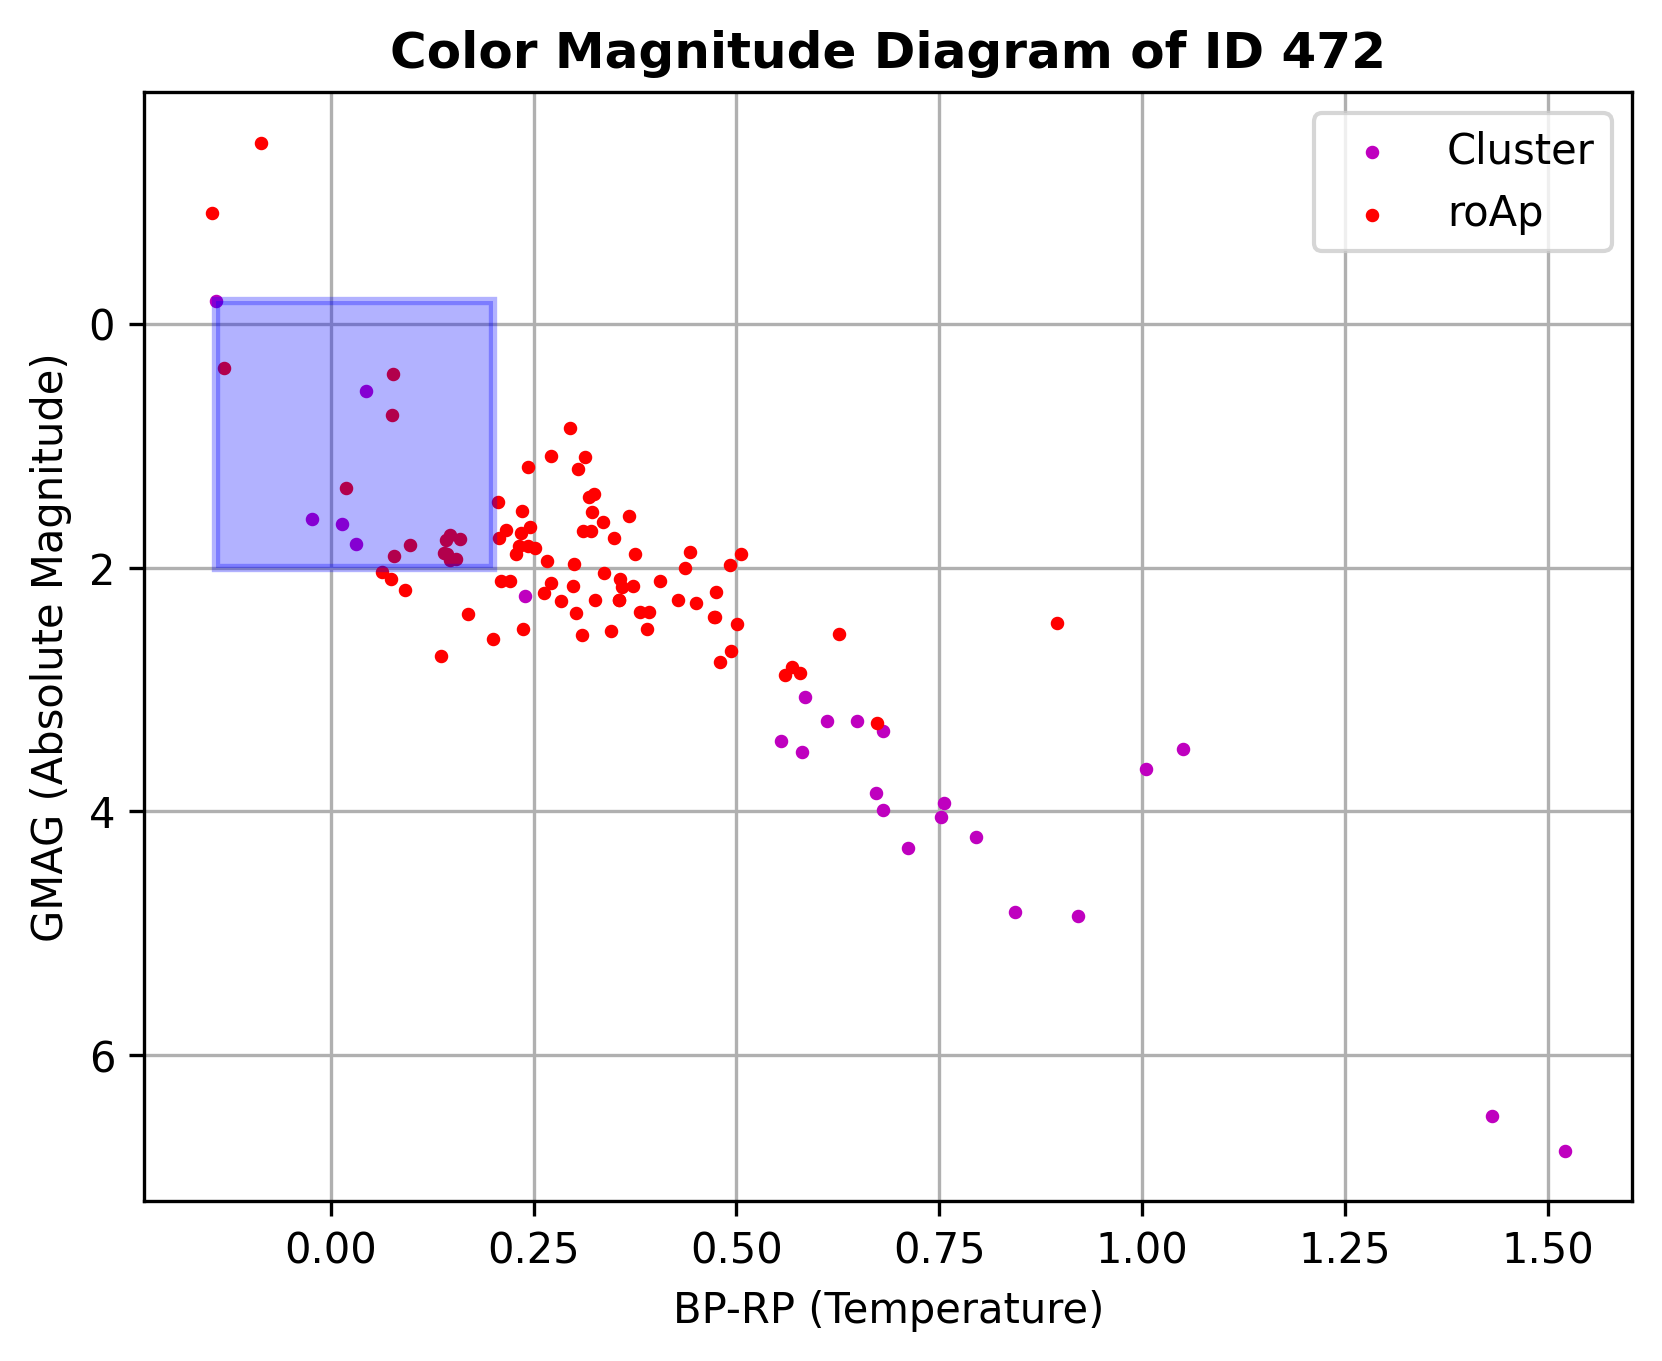 Color Magnitude Diagram of ID 472
Cluster
roAp
GMAG (Absolute Magnitude)
0
2
4
6
0.00 0.25 0.50 0.75 1.00 1.25 1.50
BP-RP (Temperature)